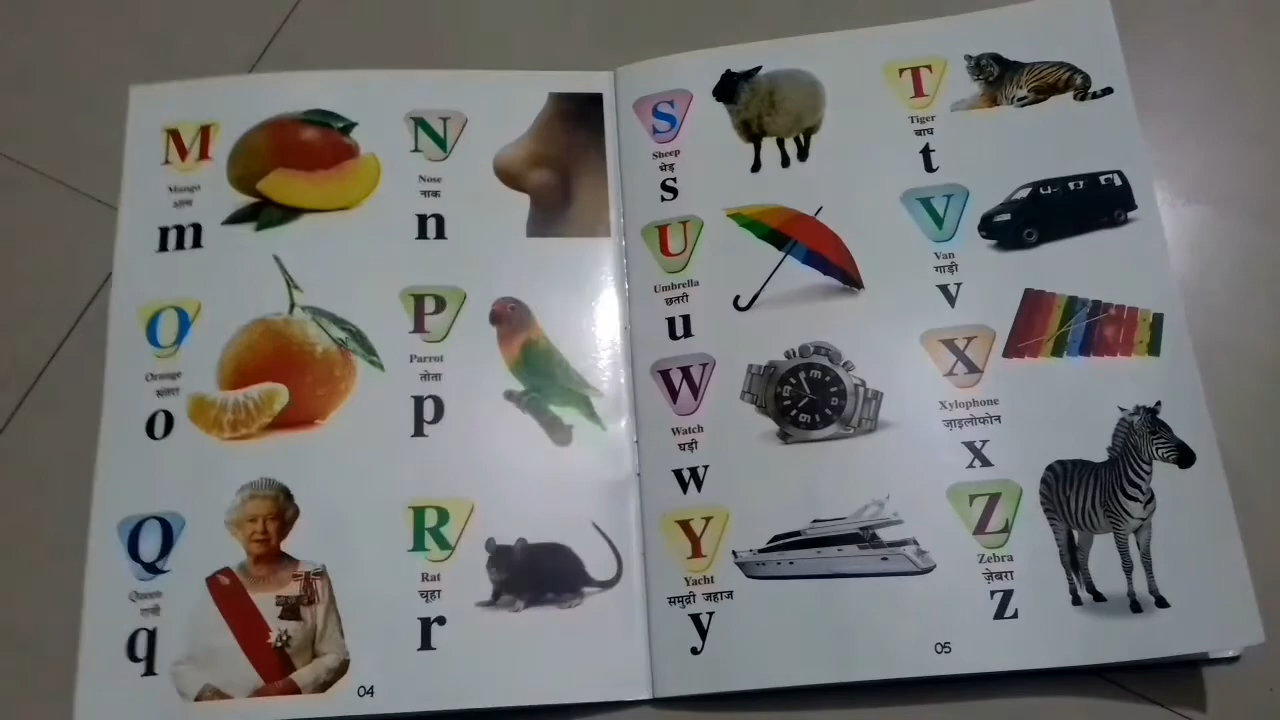 M
Mango
आम
m
N
Nose
नाक
n
O
Orange
संतरा
o
P
Parrot
तोता
p
Q
Queen
रानी
q
R
Rat
चूहा
r
04
S
Sheep
भेड़
s
T
Tiger
बाघ
t
U
Umbrella
छतरी
u
V
Van
गाड़ी
v
W
Watch
घड़ी
w
X
Xylophone
ज़ाइलोफोन
x
Y
Yacht
समुद्री जहाज
y
Z
Zebra
ज़ेबरा
z
05